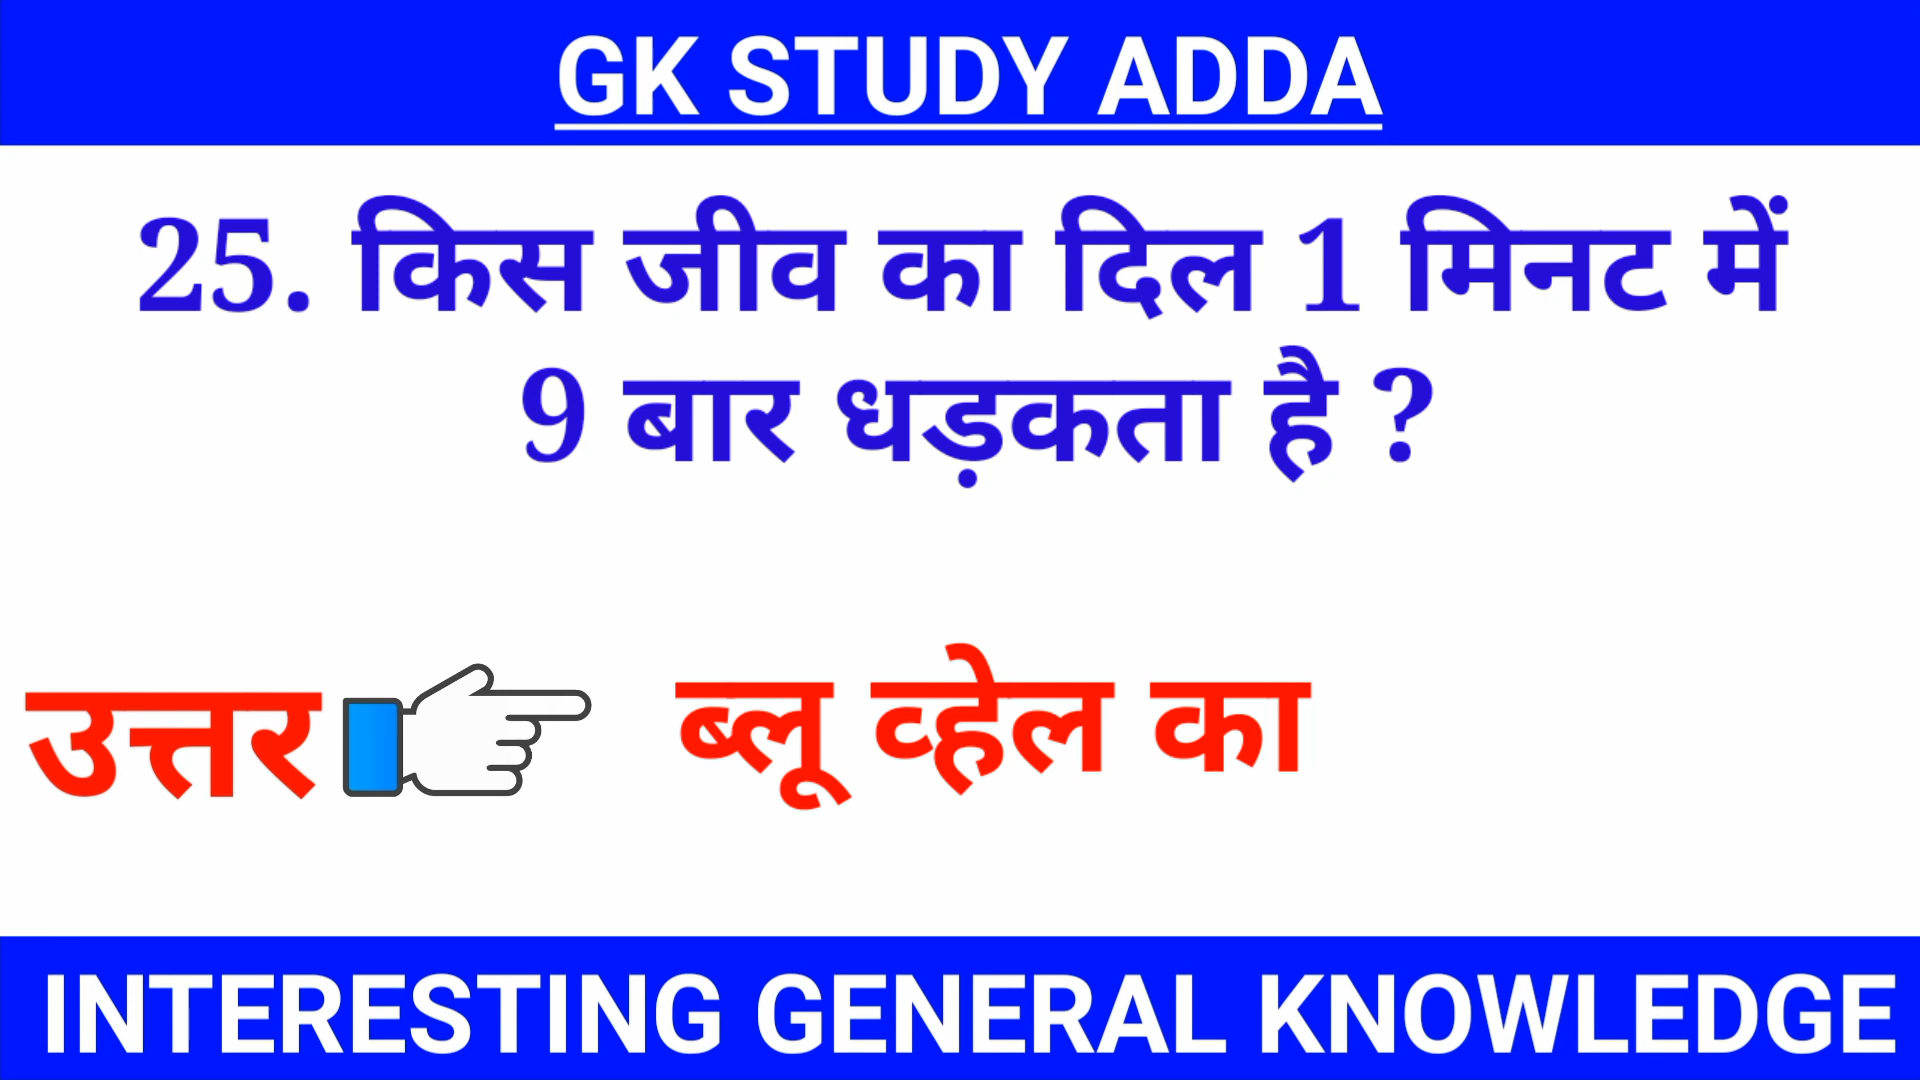 GK STUDY ADDA
25. किस जीव का दिल 1 मिनट में
9 बार धड़कता है ?
उत्तर ब्लू व्हेल का
INTERESTING GENERAL KNOWLEDGE